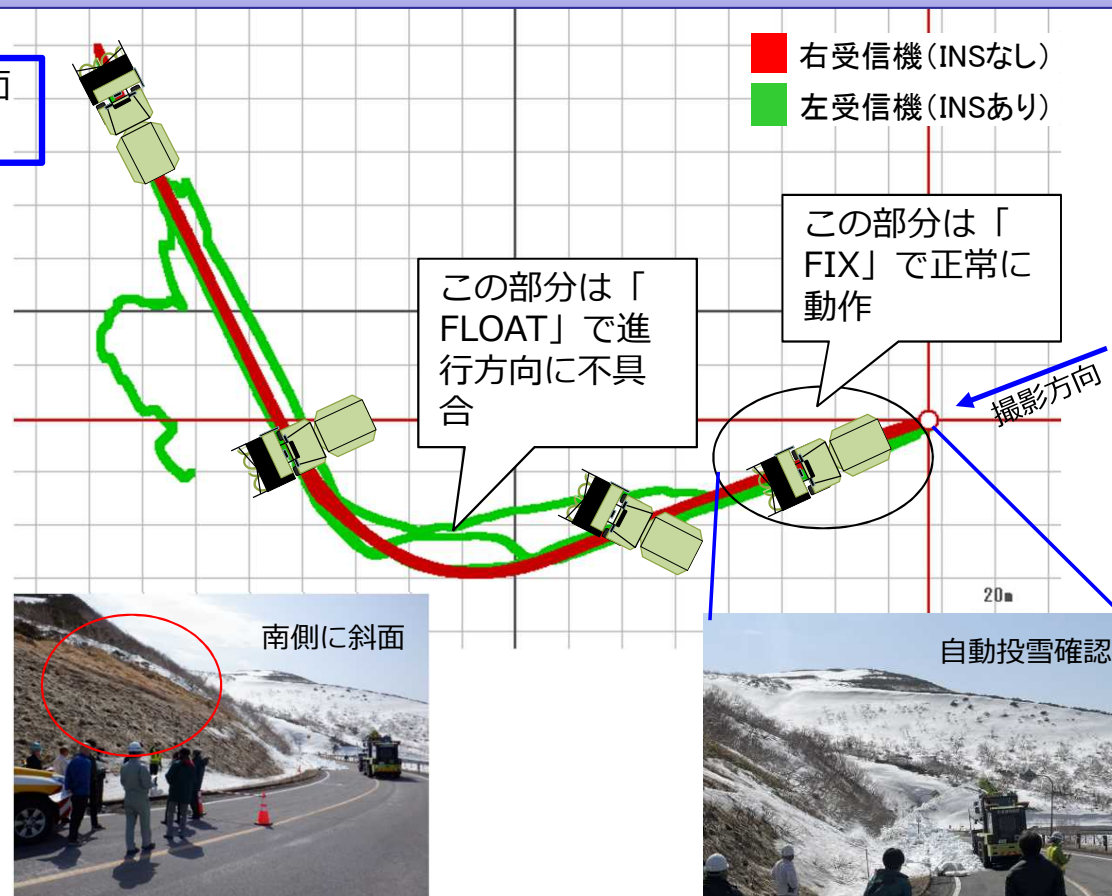 面
右受信機(INSなし)
左受信機(INSあり)
この部分は「
FIX」で正常に
動作
この部分は「
FLOAT」で進
行方向に不具
合
撮影方向
20m
南側に斜面
自動投雪確認